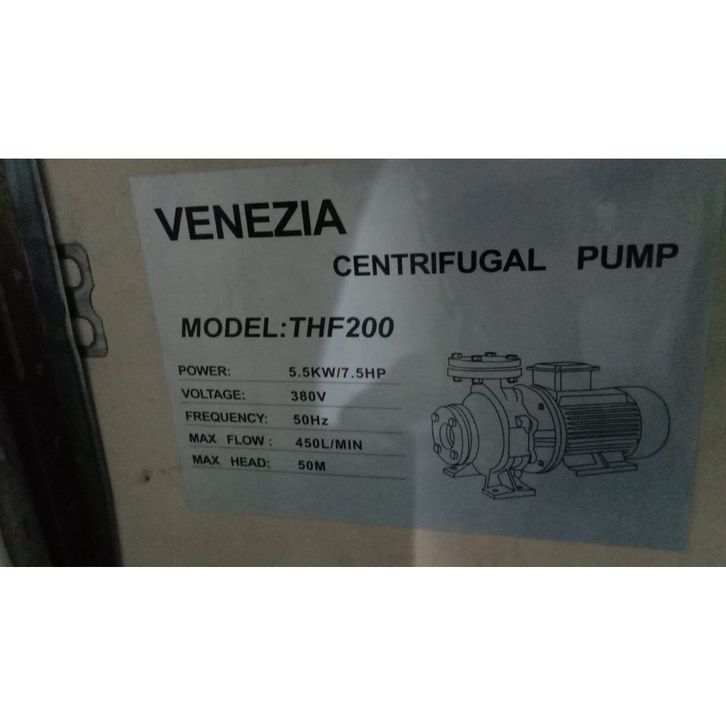 VENEZIA
CENTRIFUGAL PUMP
MODEL:THF200
POWER: 5.5KW/7.5HP
VOLTAGE: 380V
FREQUENCY: 50Hz
MAX FLOW : 450L/MIN
MAX HEAD: 50M